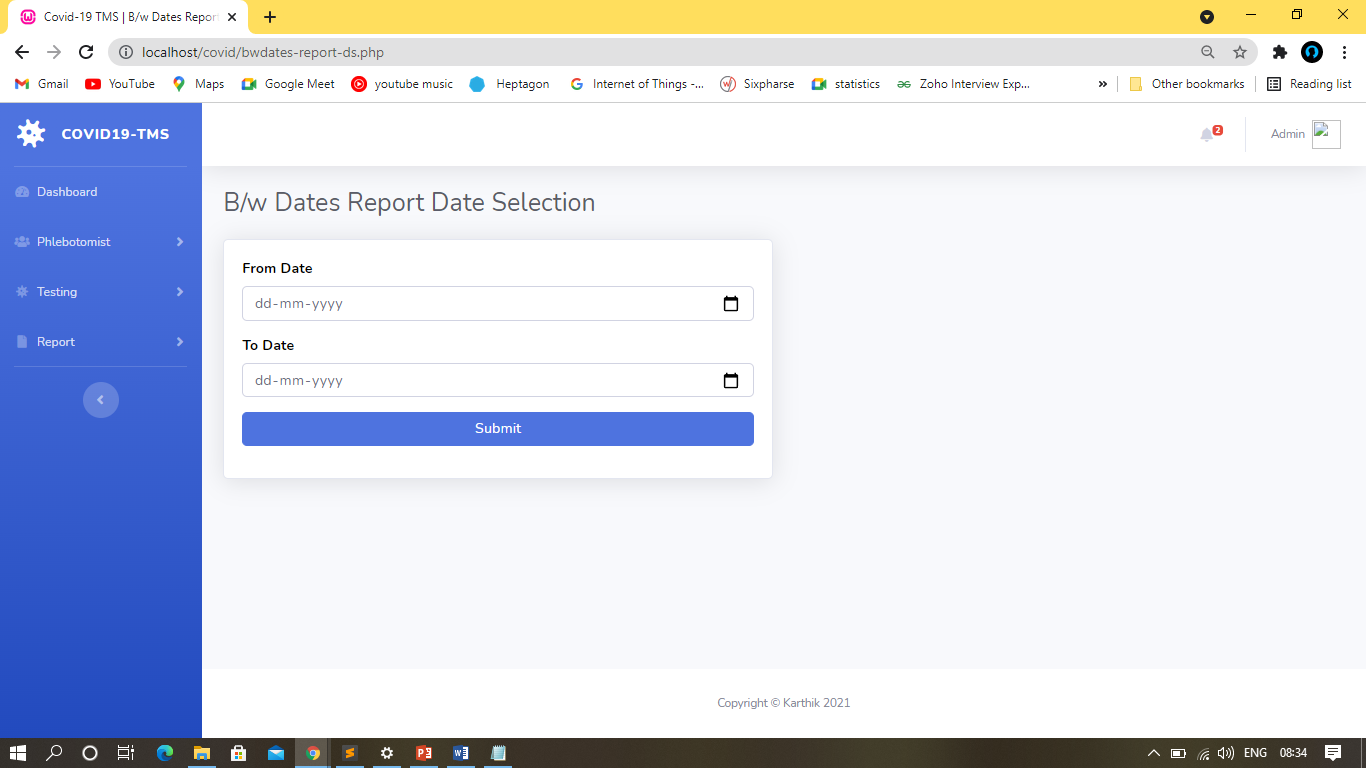 Covid-19 TMS | B/w Dates Report
localhost/covid/bwdates-report-ds.php
Gmail YouTube Maps Google Meet youtube music Heptagon Internet of Things -... Sixpharse statistics Zoho Interview Exp... » Other bookmarks Reading list
COVID19-TMS
2 Admin
Dashboard
Phlebotomist
Testing
Report
B/w Dates Report Date Selection
From Date
dd-mm-yyyy
To Date
dd-mm-yyyy
Submit
Copyright © Karthik 2021
ENG 08:34